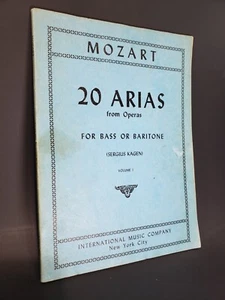 MOZART
20 ARIAS
from Operas
FOR BASS OR BARITONE
(SERGIUS KAGEN)
VOLUME I
INTERNATIONAL MUSIC COMPANY
New York City